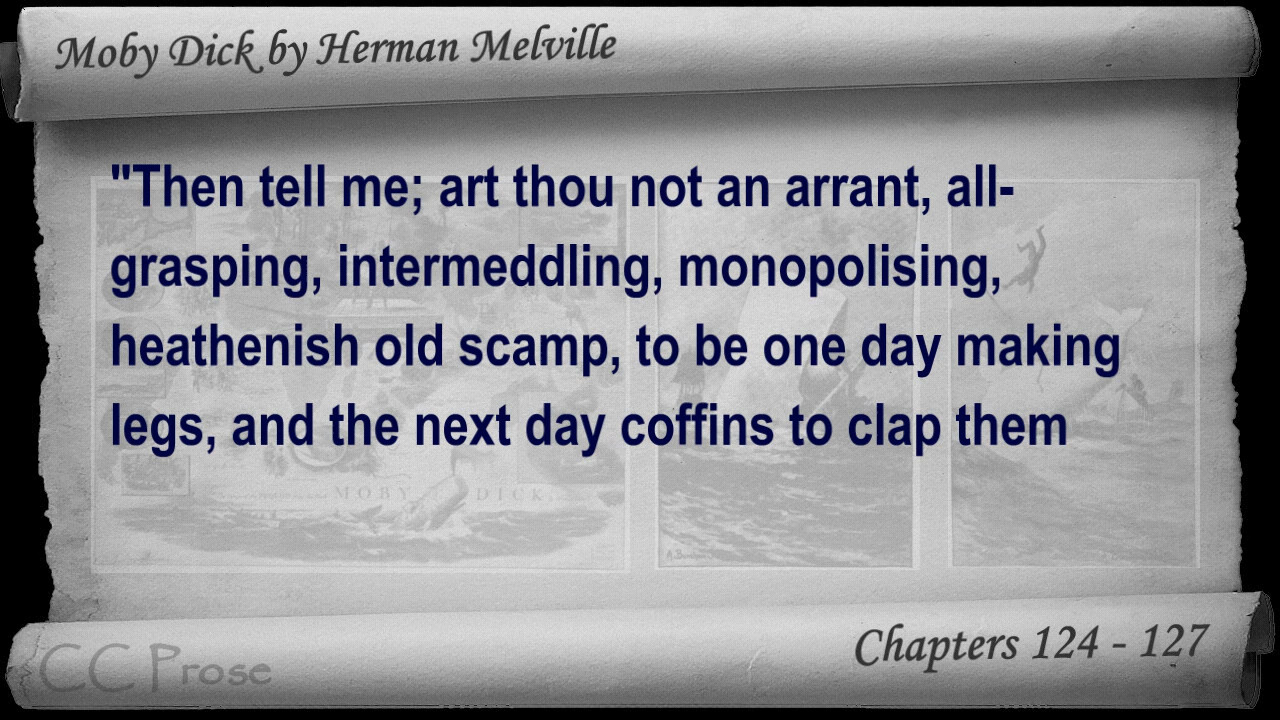 Moby Dick by Herman Melville
"Then tell me; art thou not an arrant, all-
grasping, intermeddling, monopolising,
heathenish old scamp, to be one day making
legs, and the next day coffins to clap them
MOBY DICK
Chapters 124 - 127
CC Prose